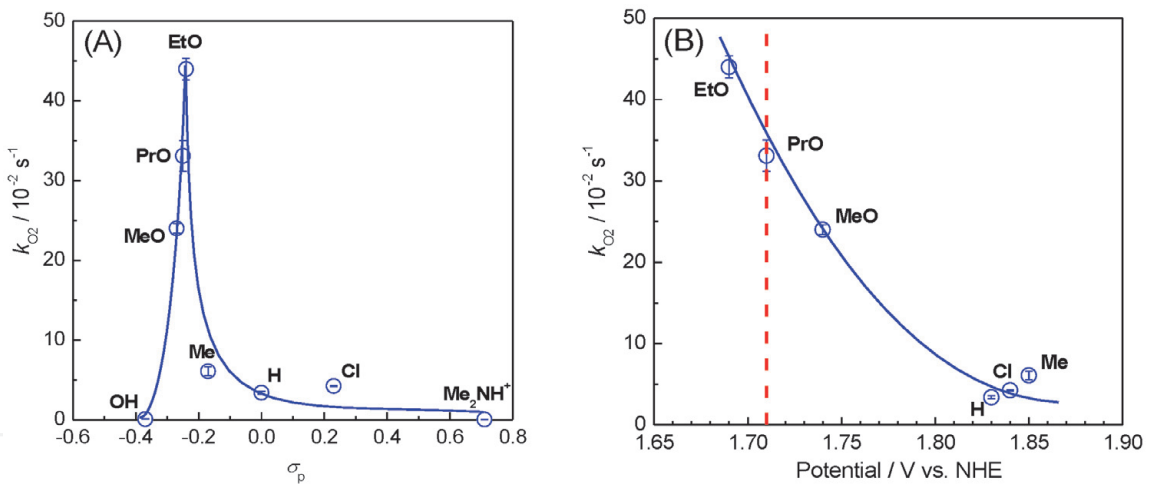 (A)
EtO
PrO
MeO
Me
H
Cl
OH
Me₂NH⁺
50
40
30
20
10
0
-0.6 -0.4 -0.2 0.0 0.2 0.4 0.6 0.8
k_O2 / 10⁻² s⁻¹
σ_p
(B)
EtO
PrO
MeO
Cl
Me
H
50
40
30
20
10
0
1.65 1.70 1.75 1.80 1.85 1.90
k_O2 / 10⁻² s⁻¹
Potential / V vs. NHE